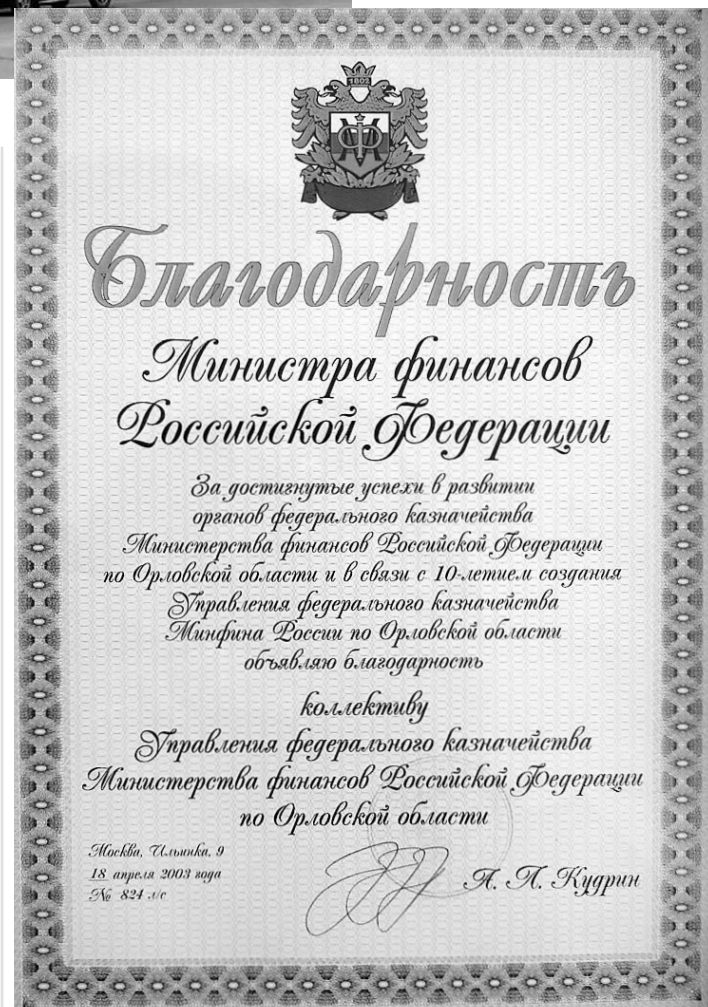 1802
Благодарность
Министра финансов
Российской Федерации
За достигнутые успехи в развитии
органов федерального казначейства
Министерства финансов Российской Федерации
по Орловской области и в связи с 10-летием создания
Управления федерального казначейства
Минфина России по Орловской области
объявляю благодарность
коллективу
Управления федерального казначейства
Министерства финансов Российской Федерации
по Орловской области
Москва, Ильинка, 9
18 апреля 2003 года
№ 824 л/с
А. Л. Кудрин